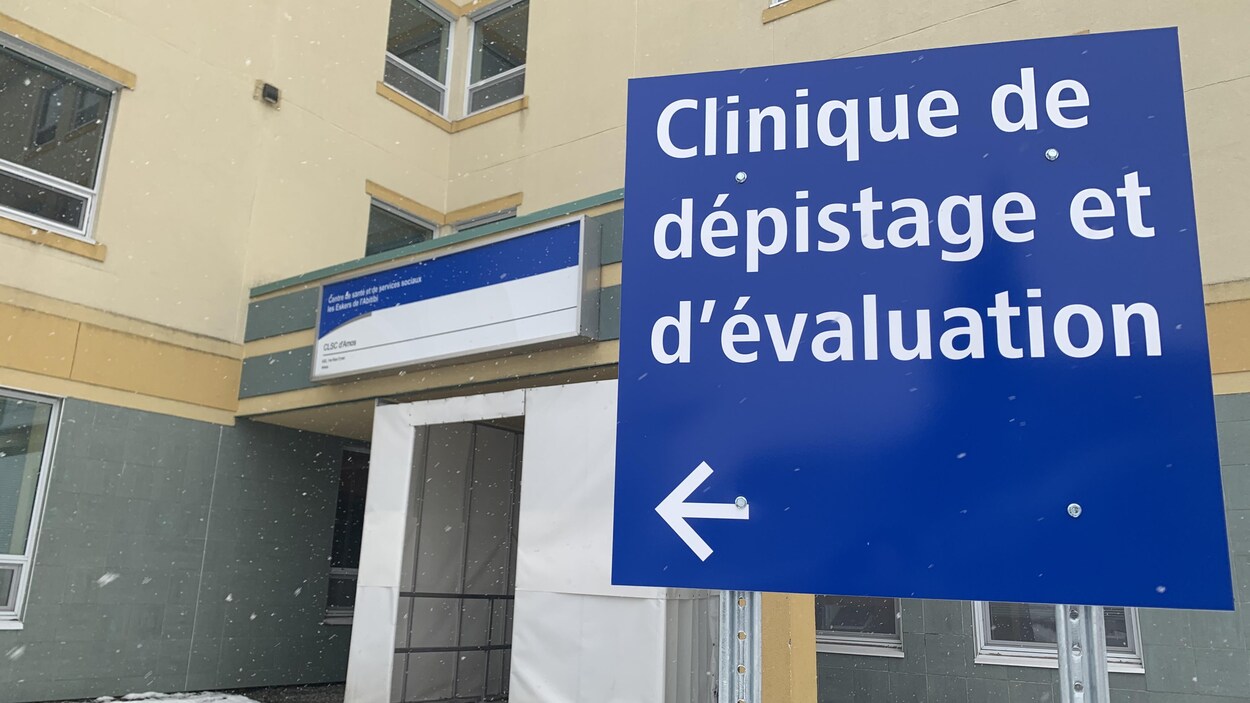 Clinique de
dépistage et
d'évaluation
Centre de santé et de services sociaux
les Eskers de l'Abitibi
CLSC d'Amos